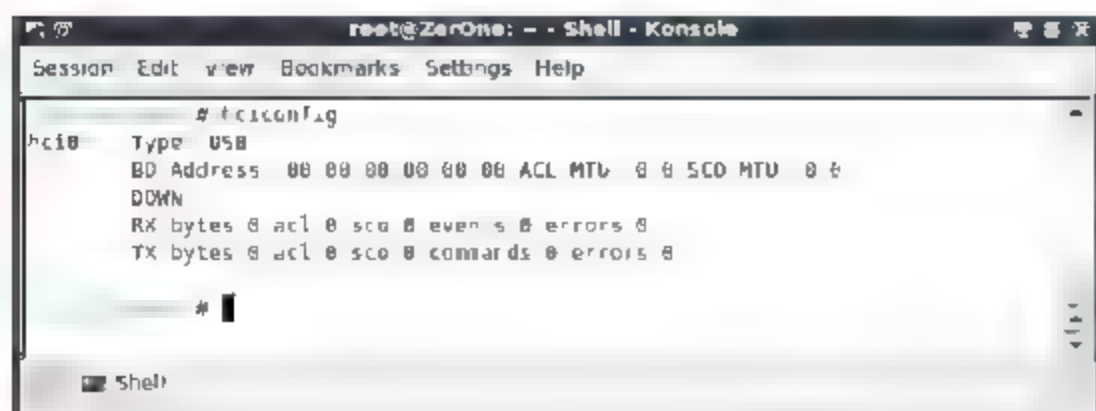 root@ZerOne: ~ - Shell - Konsole
Session Edit View Bookmarks Settings Help
# hciconfig
hci0 Type USB
BD Address 00 00 00 00 00 00 ACL MTU 0 0 SCO MTU 0 0
DOWN
RX bytes 0 acl 0 sco 0 events 0 errors 0
TX bytes 0 acl 0 sco 0 commands 0 errors 0
#
Shell